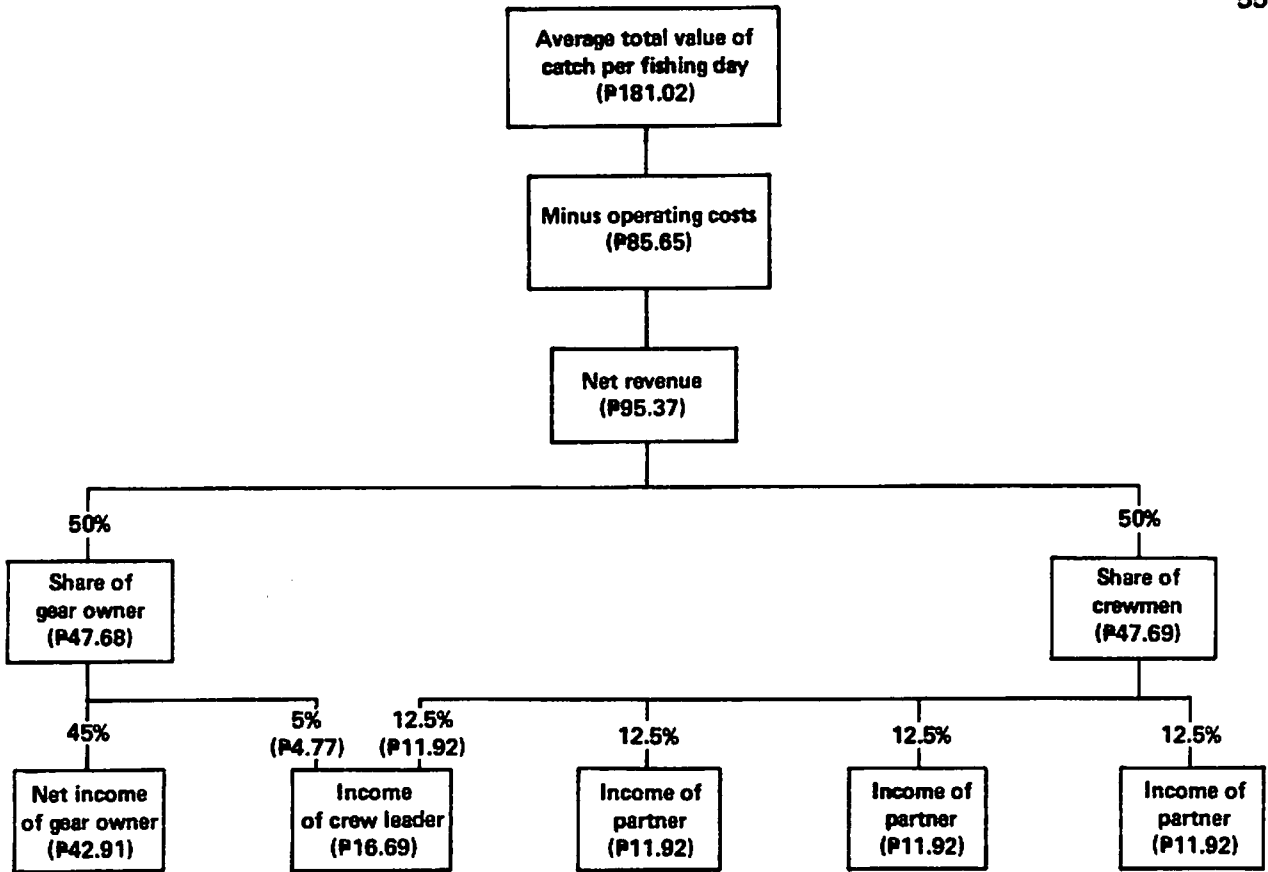 55
Average total value of
catch per fishing day
(₱181.02)
Minus operating costs
(₱85.65)
Net revenue
(₱95.37)
50%
50%
Share of
gear owner
(₱47.68)
Share of
crewmen
(₱47.69)
45%
5%
(₱4.77)
12.5%
(₱11.92)
12.5%
12.5%
12.5%
Net income
of gear owner
(₱42.91)
Income
of crew leader
(₱16.69)
Income of
partner
(₱11.92)
Income of
partner
(₱11.92)
Income of
partner
(₱11.92)